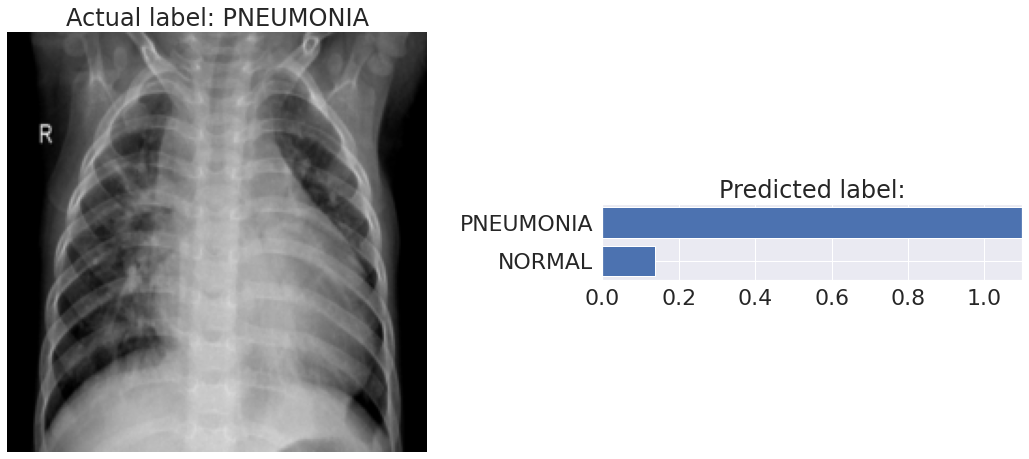 Actual label: PNEUMONIA
R
Predicted label:
PNEUMONIA
NORMAL
0.0 0.2 0.4 0.6 0.8 1.0